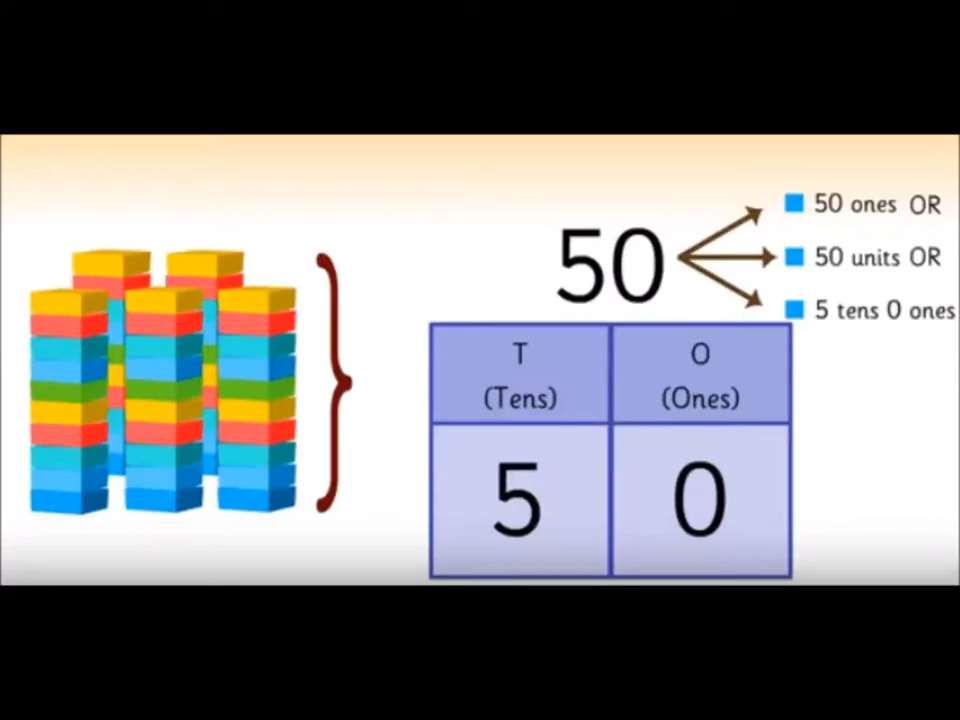 50
50 ones OR
50 units OR
5 tens 0 ones
T
(Tens)
O
(Ones)
5
0